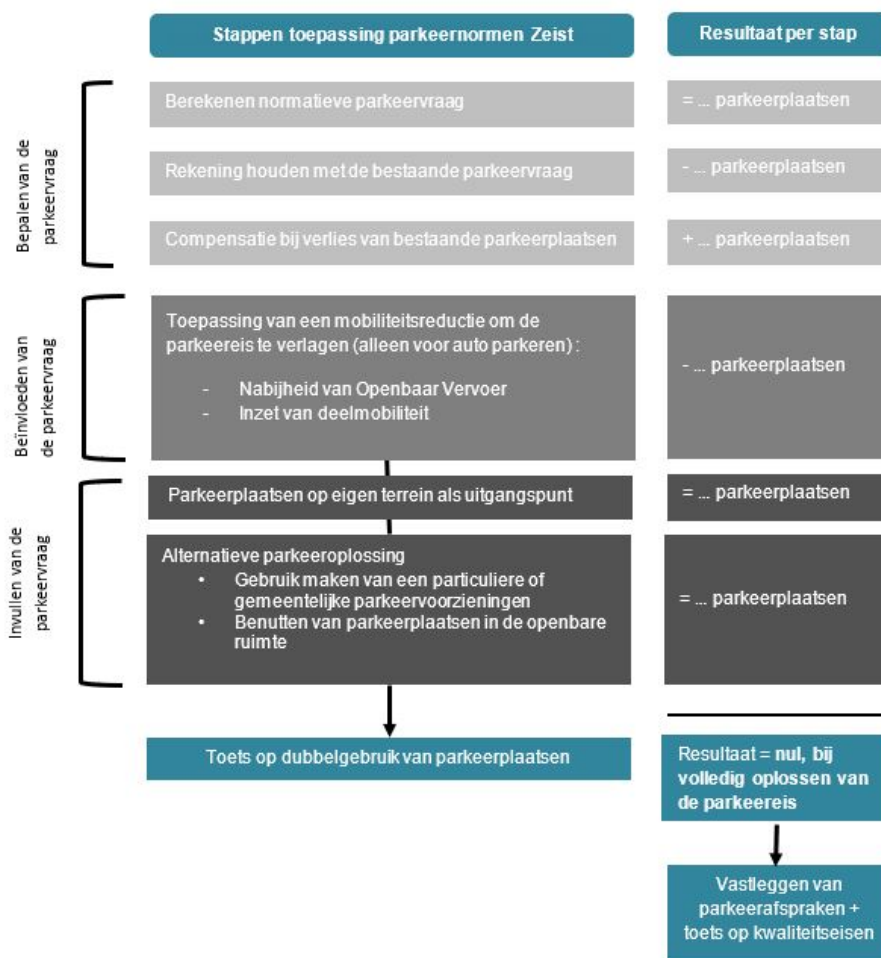 Stappen toepassing parkeernormen Zeist
Resultaat per stap
Bepalen van de
parkeervraag
Berekenen normatieve parkeervraag
= ... parkeerplaatsen
Rekening houden met de bestaande parkeervraag
- ... parkeerplaatsen
Compensatie bij verlies van bestaande parkeerplaatsen
+ ... parkeerplaatsen
Beïnvloeden van
de parkeervraag
Toepassing van een mobiliteitsreductie om de
parkeereis te verlagen (alleen voor auto parkeren) :
- Nabijheid van Openbaar Vervoer
- Inzet van deelmobiliteit
- ... parkeerplaatsen
Invullen van de
parkeervraag
Parkeerplaatsen op eigen terrein als uitgangspunt
= ... parkeerplaatsen
Alternatieve parkeeroplossing
• Gebruik maken van een particuliere of
gemeentelijke parkeervoorzieningen
• Benutten van parkeerplaatsen in de openbare
ruimte
= ... parkeerplaatsen
Toets op dubbelgebruik van parkeerplaatsen
Resultaat = nul, bij
volledig oplossen van
de parkeereis
Vastleggen van
parkeerafspraken +
toets op kwaliteitseisen